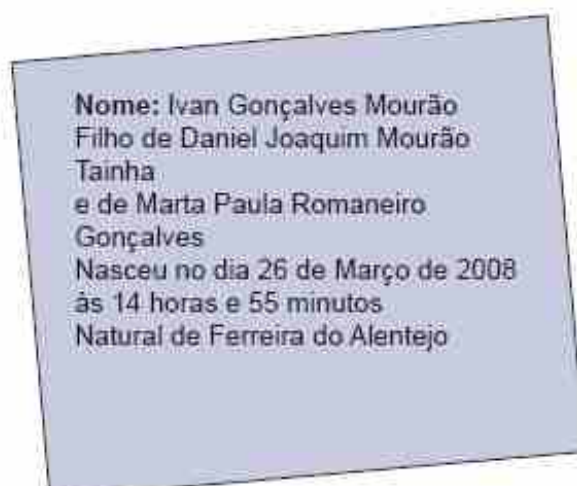 Nome: Ivan Gonçalves Mourão
Filho de Daniel Joaquim Mourão
Tainha
e de Marta Paula Romaneiro
Gonçalves
Nasceu no dia 26 de Março de 2008
às 14 horas e 55 minutos
Natural de Ferreira do Alentejo